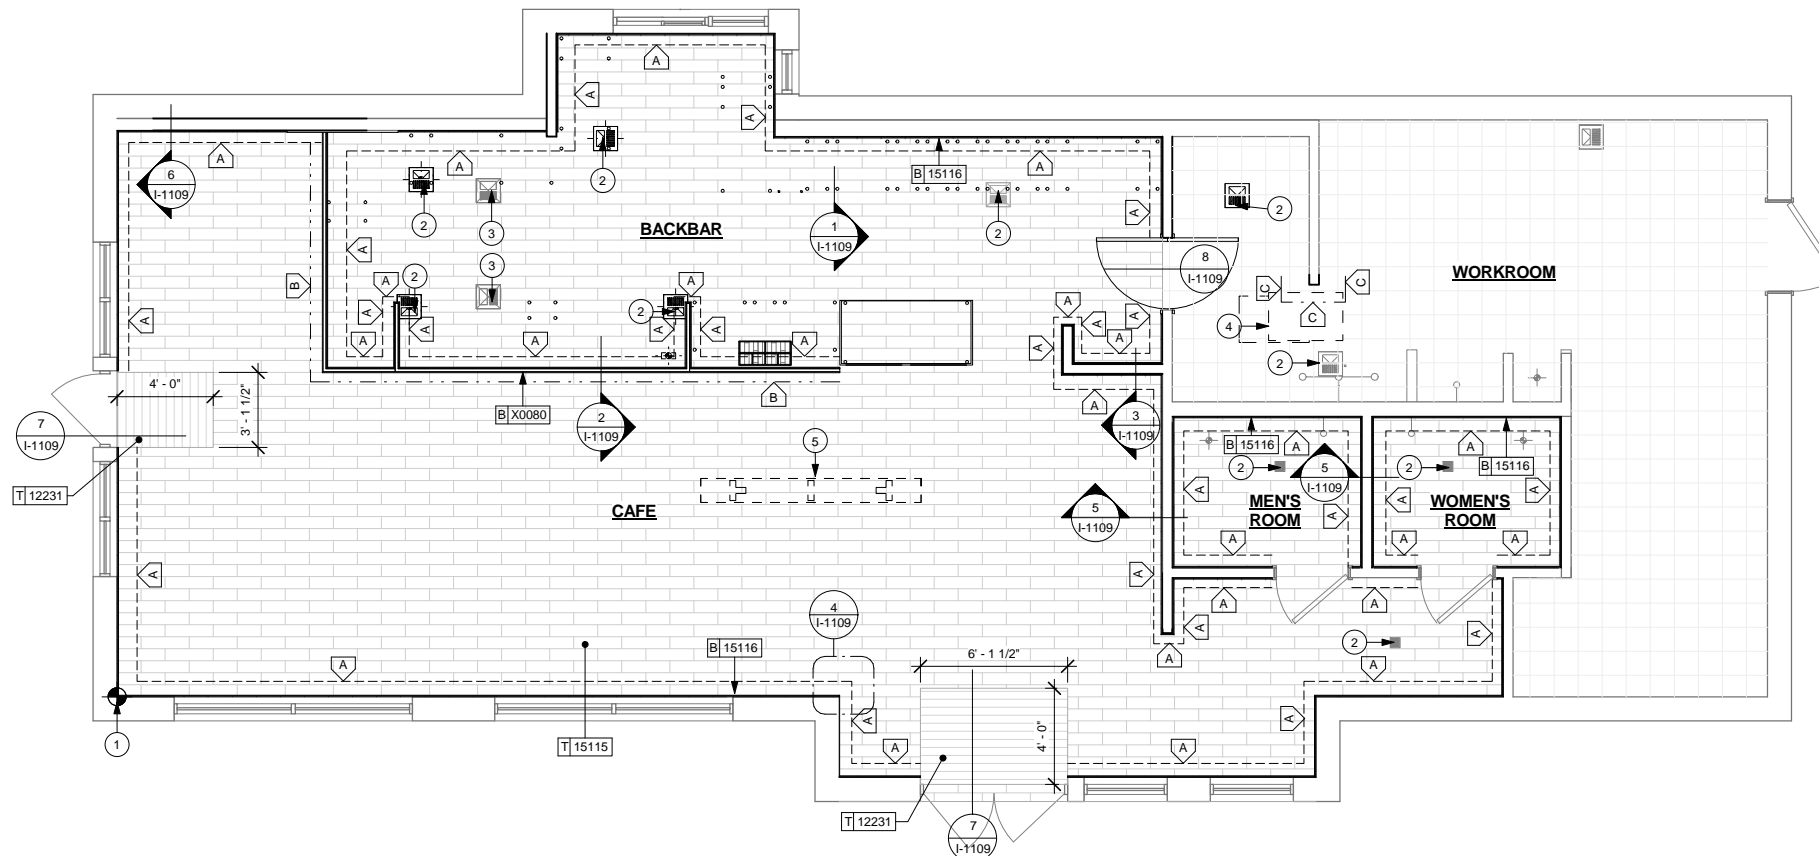 A
A
A
6
I-1109
A
A
A
B 15116
2
2
3
2
2
BACKBAR
1
I-1109
A
8
I-1109
WORKROOM
A
3
2
A
A
B
A
A
A
2
A
A
A
A
A
A
A
A
A
A
A
A
C
C
C
4
2
4' - 0"
3' - 1 1/2"
B X0080
B
2
I-1109
A
3
I-1109
7
I-1109
T 12231
5
CAFE
B 15116
A
2
5
I-1109
A
2
B 15116
A
A
A
A
MEN'S
ROOM
WOMEN'S
ROOM
5
I-1109
A
A
A
A
A
A
A
A
A
2
A
A
A
4
I-1109
B 15116
A
6' - 1 1/2"
A
A
A
A
4' - 0"
1
T 15115
T 12231
7
I-1109